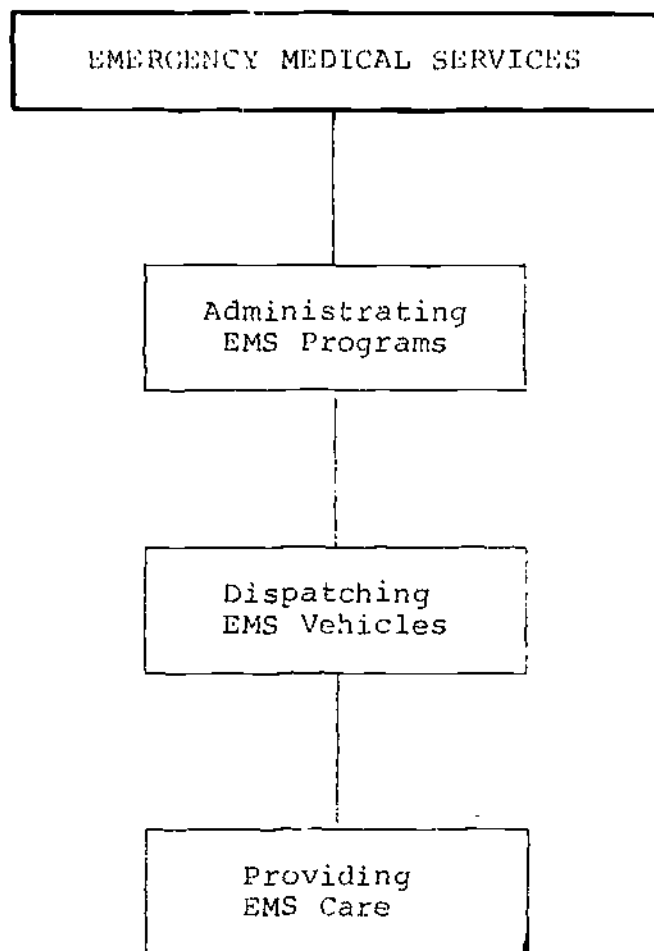 EMERGENCY MEDICAL SERVICES
Administrating
EMS Programs
Dispatching
EMS Vehicles
Providing
EMS Care